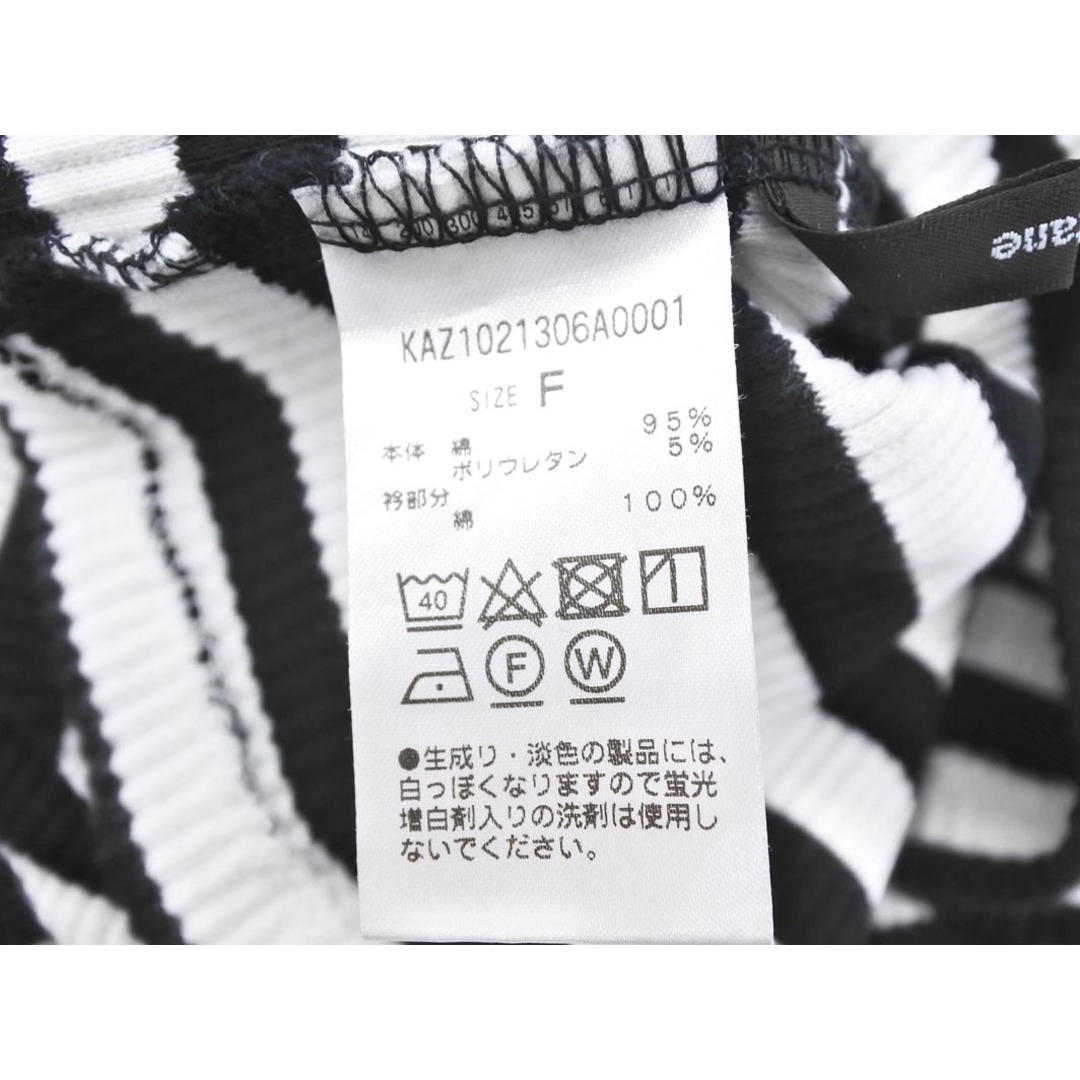 KAZ1021306A0001
SIZE F
本体 綿 95%
ポリウレタン 5%
衿部分
綿 100%
40
F W
●生成り・淡色の製品には、
白っぽくなりますので蛍光
増白剤入りの洗剤は使用し
ないでください。